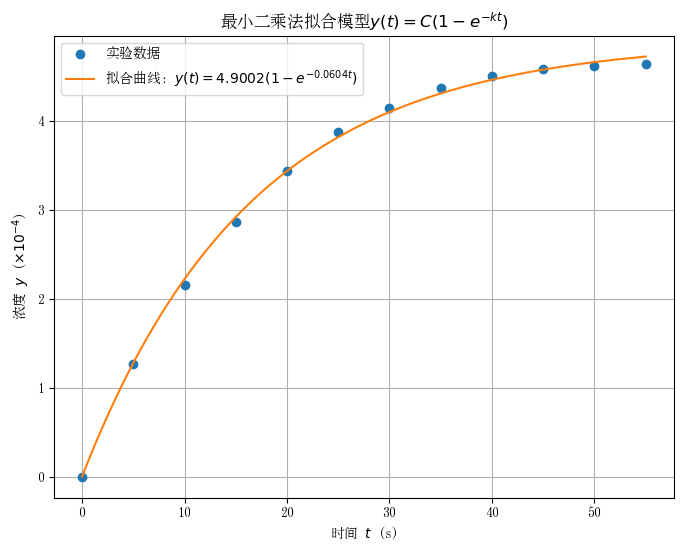 最小二乘法拟合模型y(t) = C(1 − e^{−kt})
实验数据
拟合曲线: y(t) = 4.9002(1 − e^{−0.0604t})
浓度 y (×10^{−4})
4
3
2
1
0
0 10 20 30 40 50
时间 t (s)